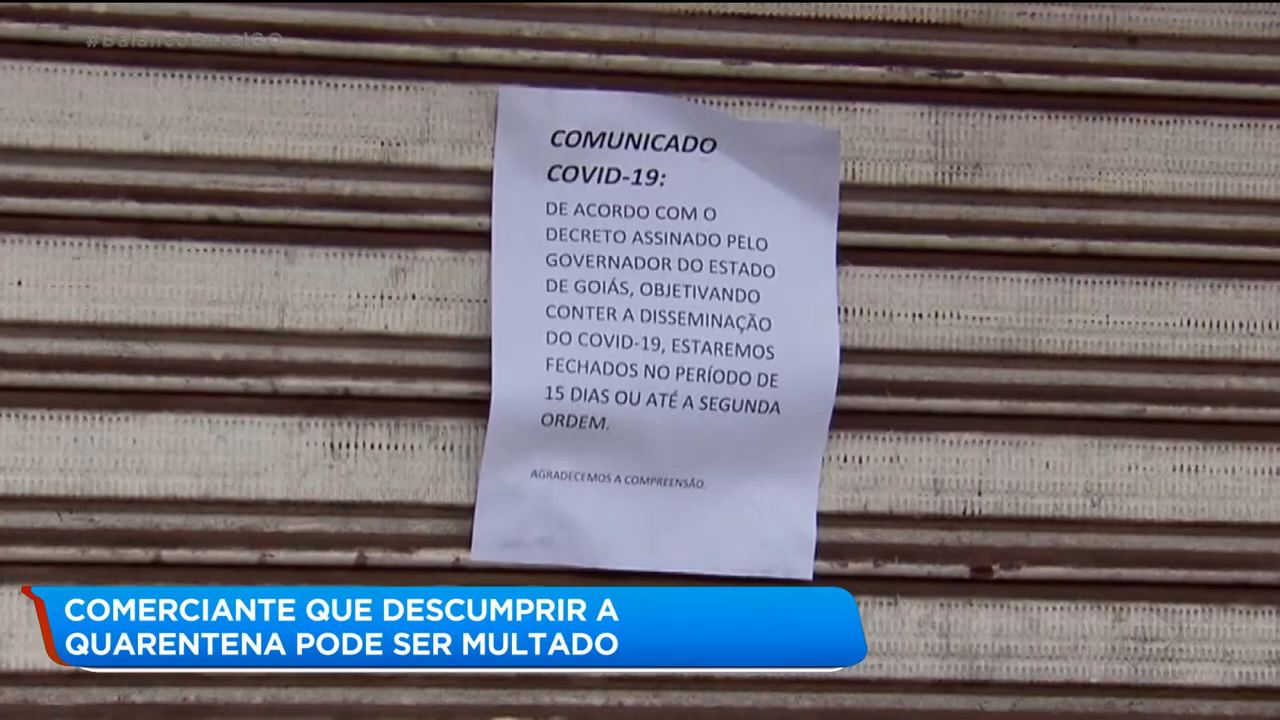 #BalançoGeralGO
COMUNICADO
COVID-19:
DE ACORDO COM O
DECRETO ASSINADO PELO
GOVERNADOR DO ESTADO
DE GOIÁS, OBJETIVANDO
CONTER A DISSEMINAÇÃO
DO COVID-19, ESTAREMOS
FECHADOS NO PERÍODO DE
15 DIAS OU ATÉ A SEGUNDA
ORDEM.
AGRADECEMOS A COMPREENSÃO.
COMERCIANTE QUE DESCUMPRIR A
QUARENTENA PODE SER MULTADO